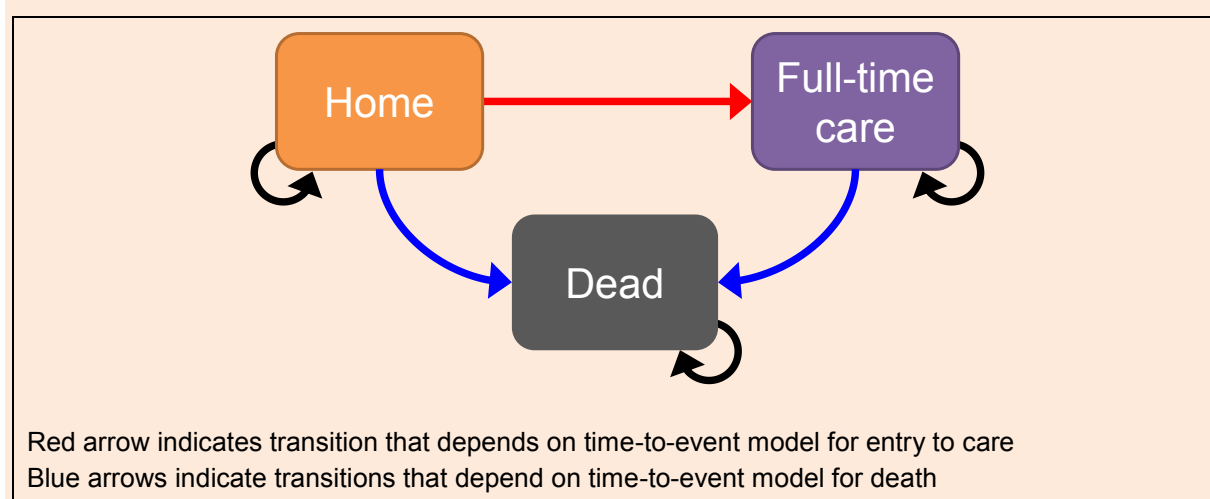 Home
Full-time
care
Dead
Red arrow indicates transition that depends on time-to-event model for entry to care
Blue arrows indicate transitions that depend on time-to-event model for death